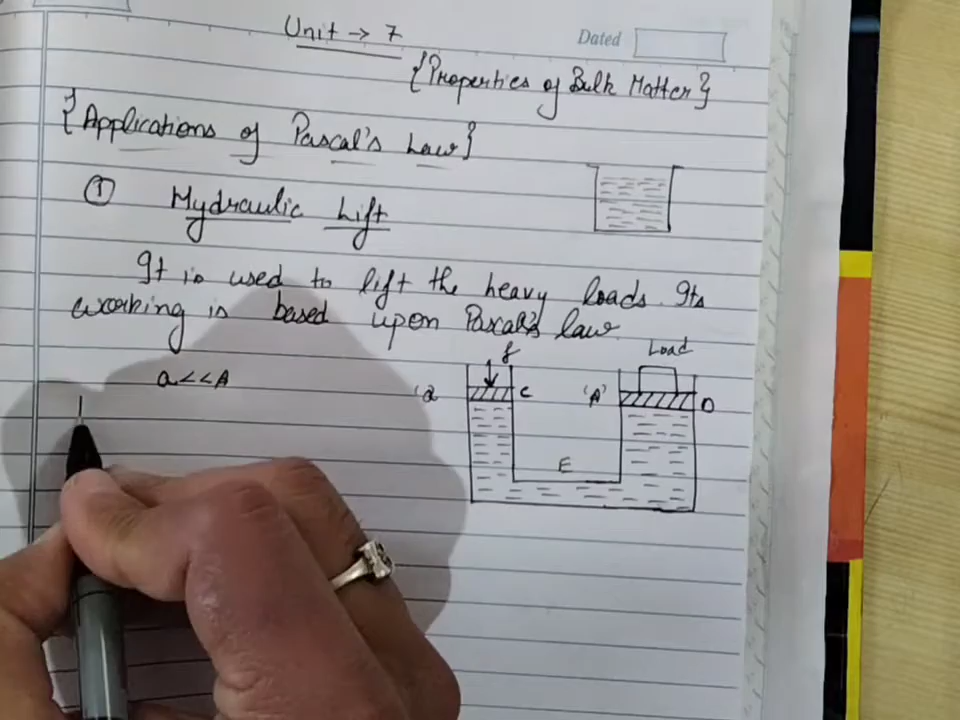 Unit → 7
Dated
{Properties of Bulk Matter}
{Applications of Pascal's Law}
① Hydraulic Lift
It is used to lift the heavy loads. Its
working is based upon Pascal's law.
f
Load
a<<A
'a
C
'A'
D
E